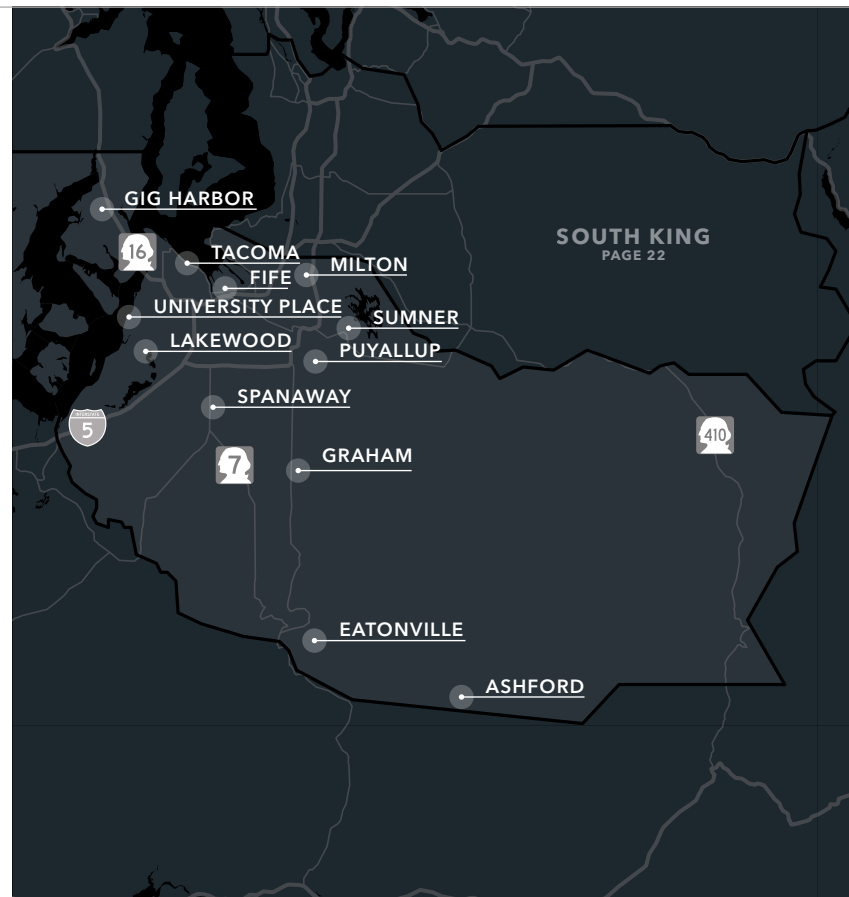 GIG HARBOR
SOUTH KING
PAGE 22
16
TACOMA
MILTON
FIFE
UNIVERSITY PLACE
SUMNER
LAKEWOOD
PUYALLUP
SPANAWAY
INTERSTATE
5
410
7
GRAHAM
EATONVILLE
ASHFORD